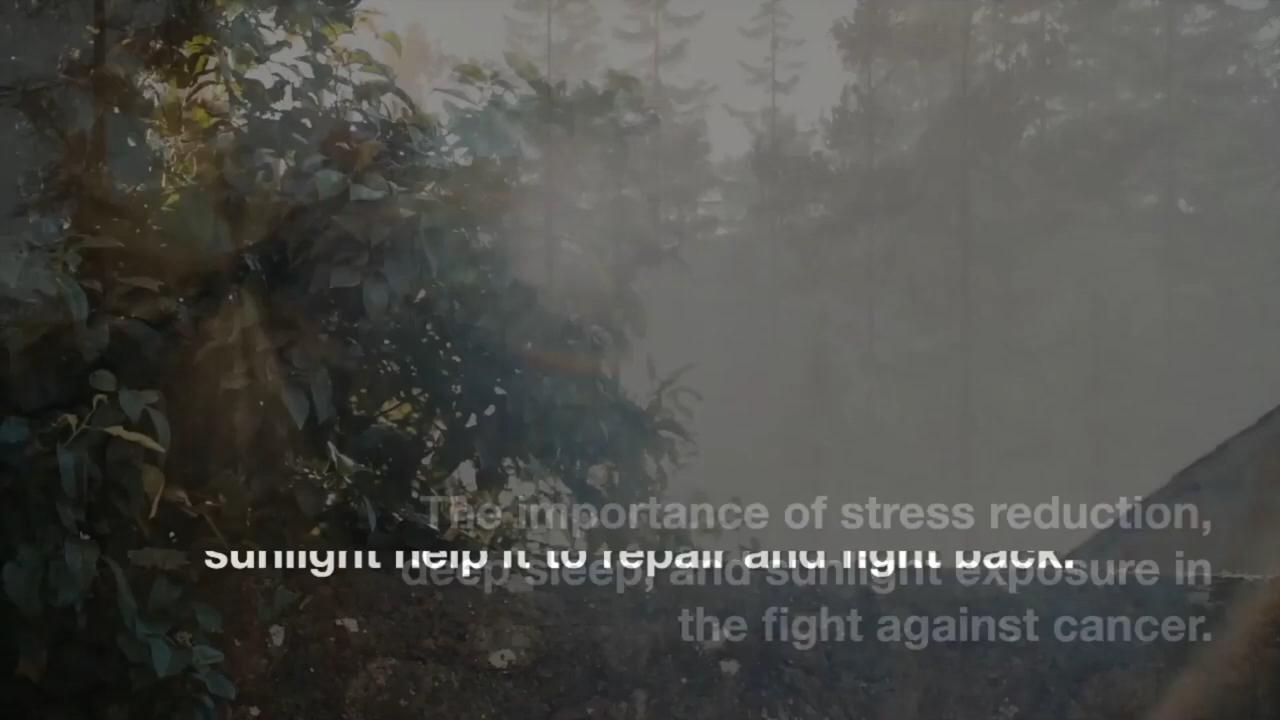 The importance of stress reduction,
sunlight help it to repair and fight back.
deep sleep, and sunlight exposure in
the fight against cancer.